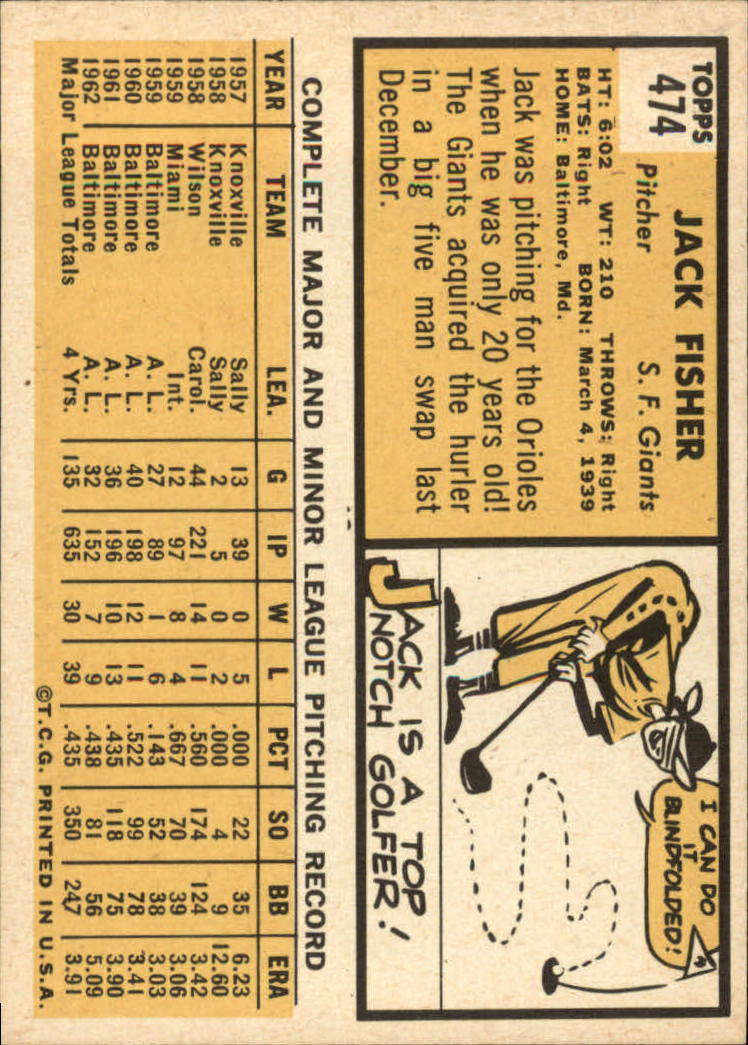 TOPPS
474
JACK FISHER
Pitcher S. F. Giants
HT: 6:02 WT: 210 THROWS: Right
BATS: Right BORN: March 4, 1939
HOME: Baltimore, Md.
Jack was pitching for the Orioles
when he was only 20 years old!
The Giants acquired the hurler
in a big five man swap last
December.
I CAN DO
IT
BLINDFOLDED!
JACK IS A TOP
NOTCH GOLFER!
COMPLETE MAJOR AND MINOR LEAGUE PITCHING RECORD
YEAR TEAM LEA. G IP W L PCT SO BB ERA
1957 Knoxville Sally 13 39 0 5 .000 22 35 6.23
1958 Knoxville Sally 2 5 0 2 .000 4 9 12.60
1958 Wilson Carol. 44 221 14 11 .560 174 124 3.42
1959 Miami Int. 12 97 8 4 .667 70 39 3.06
1959 Baltimore A. L. 27 89 1 6 .143 52 38 3.03
1960 Baltimore A. L. 40 198 12 11 .522 99 78 3.41
1961 Baltimore A. L. 36 196 10 13 .435 118 75 3.90
1962 Baltimore A. L. 32 152 7 9 .438 81 56 5.09
Major League Totals 4 Yrs. 135 635 30 39 .435 350 247 3.91
©T.C.G. PRINTED IN U.S.A.